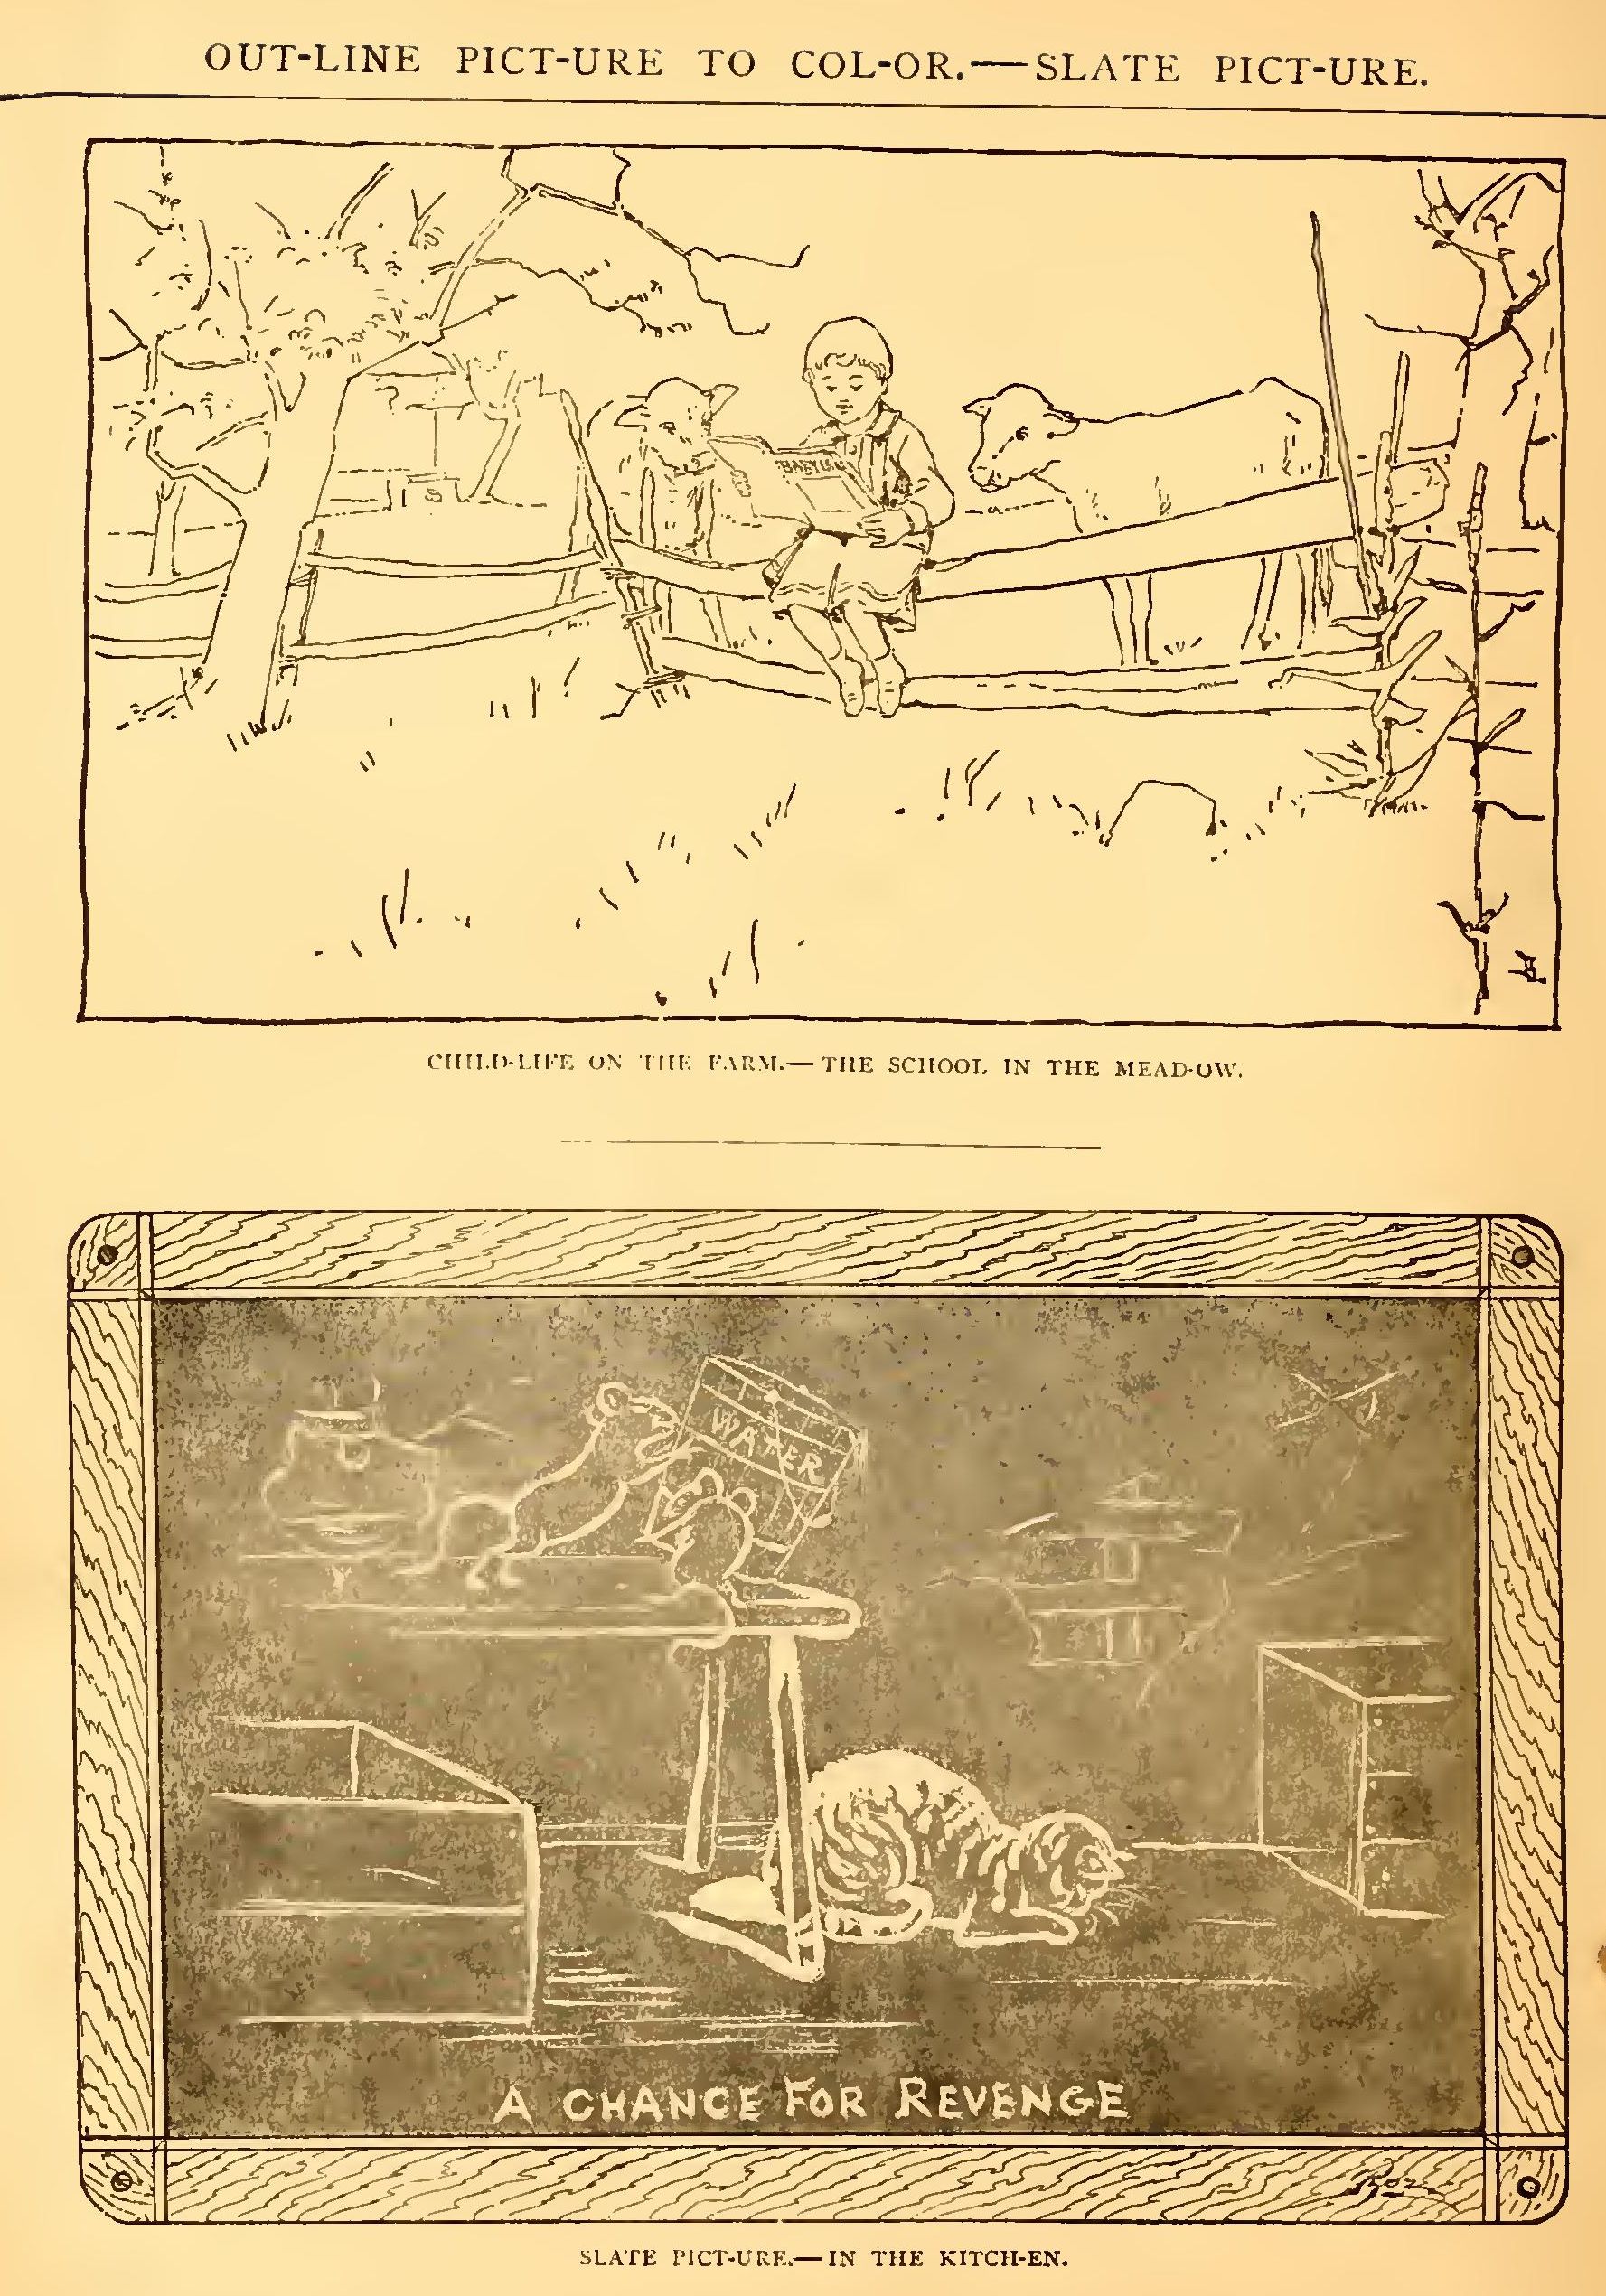 OUT-LINE PICT-URE TO COL-OR.—SLATE PICT-URE.
CHILD-LIFE ON THE FARM.—THE SCHOOL IN THE MEAD-OW.
WATER
A CHANCE FOR REVENGE
SLATE PICT-URE.—IN THE KITCH-EN.